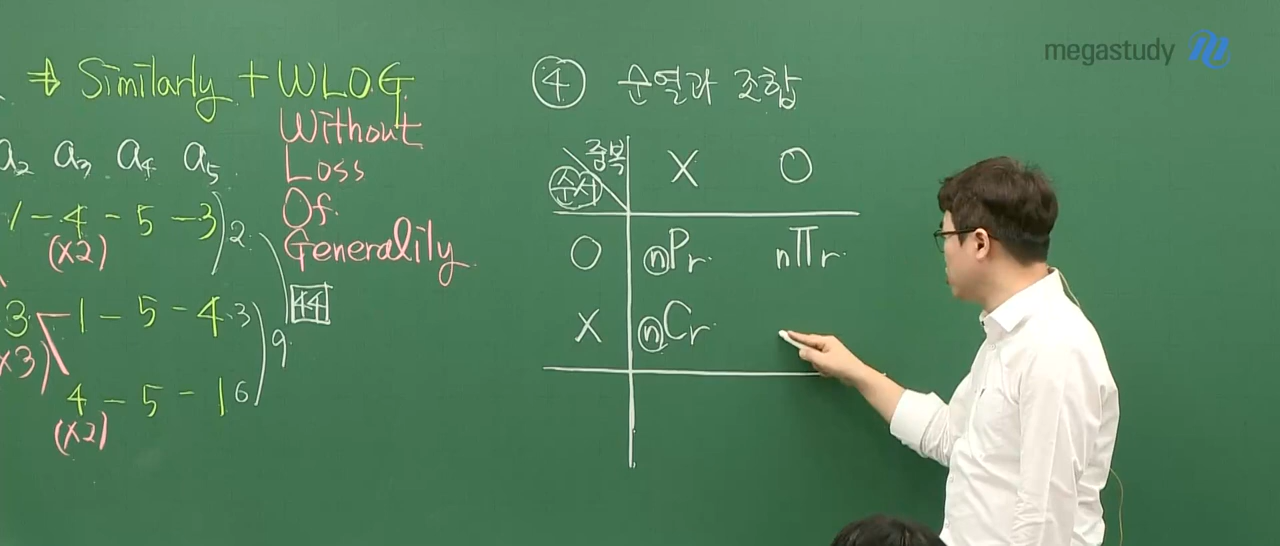 megastudy
⇒ Similarly + WLOG
Without
Loss
Of
Generalily
a₂ a₃ a₄ a₅
1 - 4 - 5 - 3) 2
(×2)
44
3 1 - 5 - 4 3
×3) 9
4 - 5 - 1 6
(×2)
④ 순열과 조합
중복 X O
순서
O nPr nΠr
X nCr